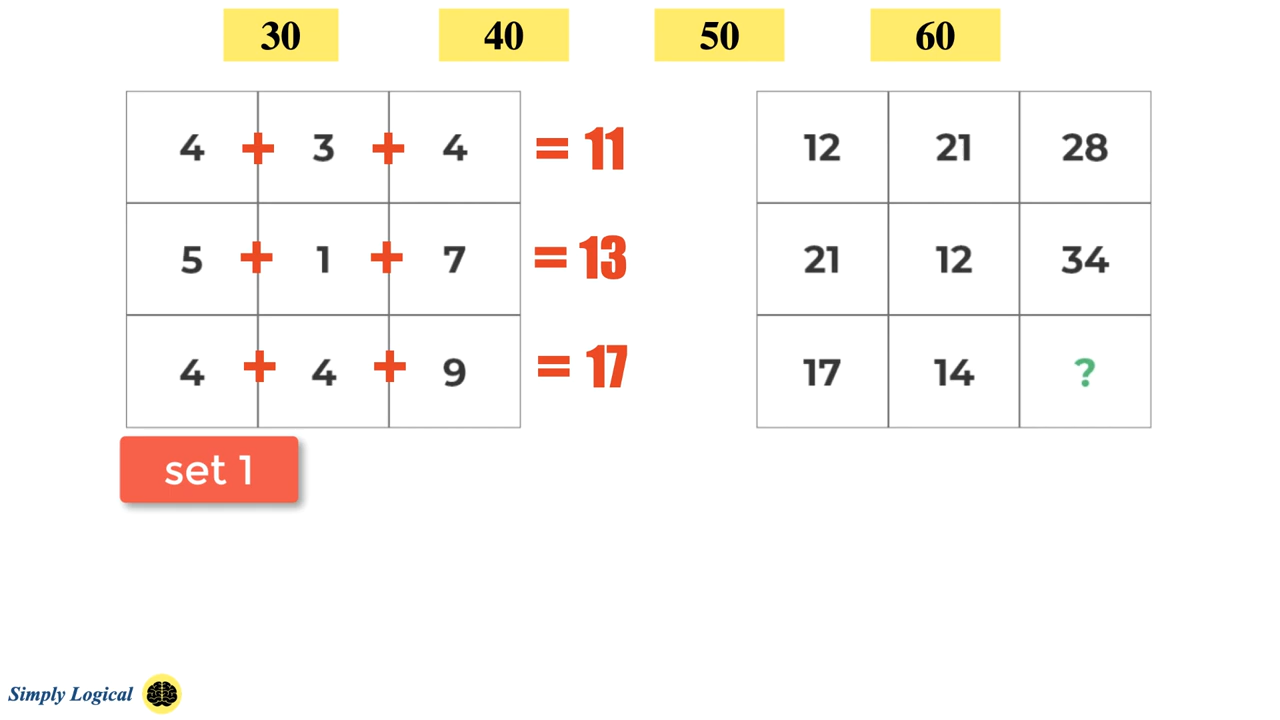 30 40 50 60
4 + 3 + 4 = 11
12 21 28
5 + 1 + 7 = 13
21 12 34
4 + 4 + 9 = 17
17 14 ?
set 1
Simply Logical